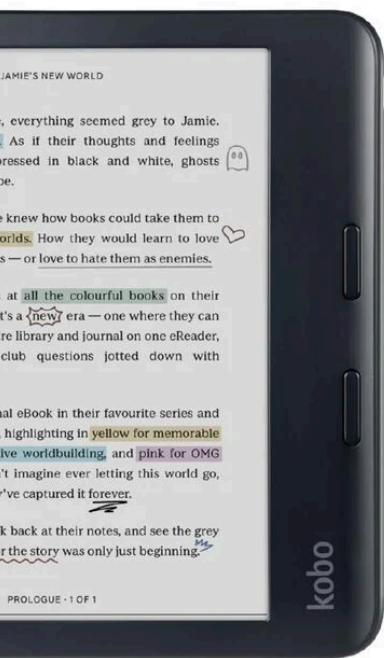 JAMIE'S NEW WORLD
, everything seemed grey to Jamie.
As if their thoughts and feelings
pressed in black and white, ghosts
knew how books could take them to
orlds. How they would learn to love
s — or love to hate them as enemies.
at all the colourful books on their
t's a new era — one where they can
re library and journal on one eReader,
club questions jotted down with
al eBook in their favourite series and
highlighting in yellow for memorable
ive worldbuilding, and pink for OMG
't imagine ever letting this world go,
've captured it forever.
k back at their notes, and see the grey
r the story was only just beginning.
PROLOGUE · 1 OF 1
kobo